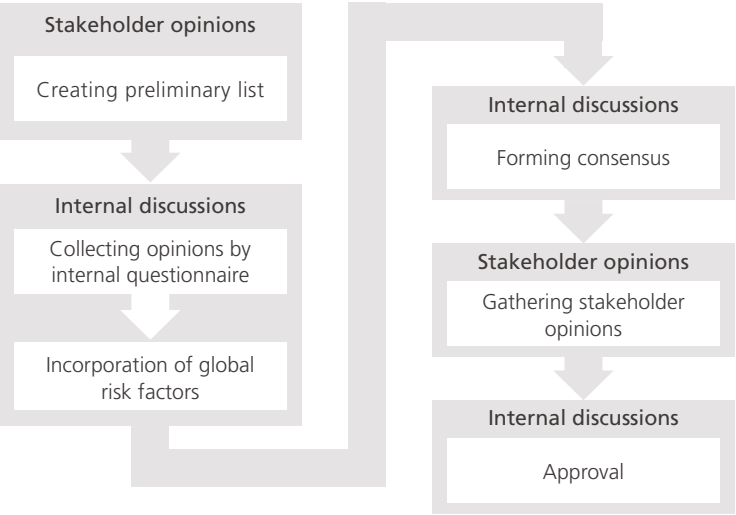 Stakeholder opinions
Creating preliminary list
Internal discussions
Collecting opinions by
internal questionnaire
Incorporation of global
risk factors
Internal discussions
Forming consensus
Stakeholder opinions
Gathering stakeholder
opinions
Internal discussions
Approval